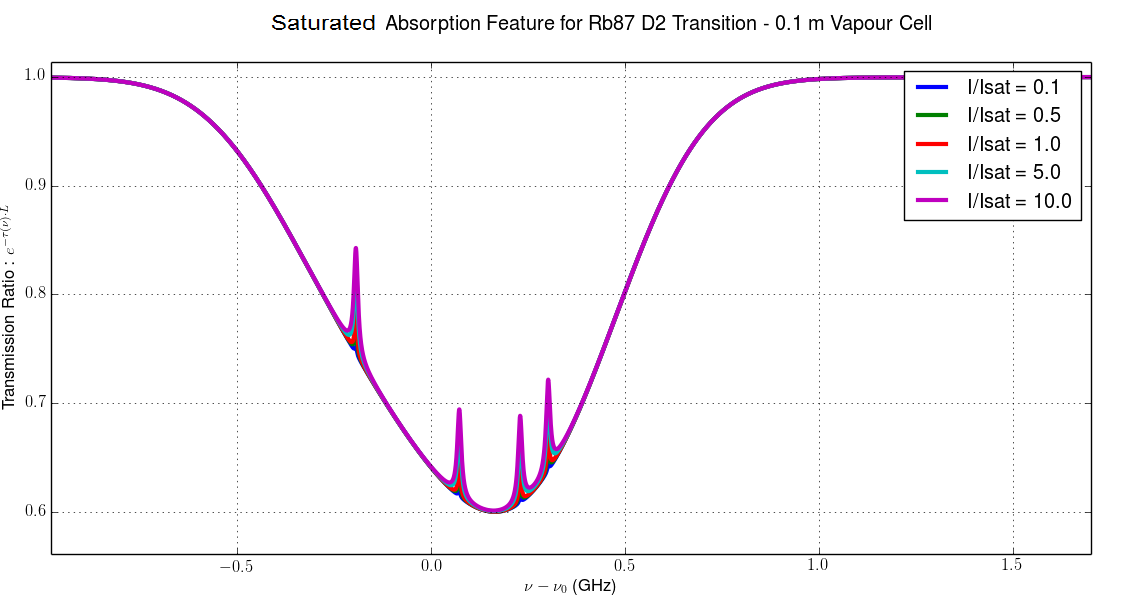 Saturated Absorption Feature for Rb87 D2 Transition - 0.1 m Vapour Cell
I/Isat = 0.1
I/Isat = 0.5
I/Isat = 1.0
I/Isat = 5.0
I/Isat = 10.0
1.0
0.9
0.8
0.7
0.6
Transmission Ratio : e^{−τ(ν)·L}
−0.5
0.0
0.5
1.0
1.5
ν − ν₀ (GHz)